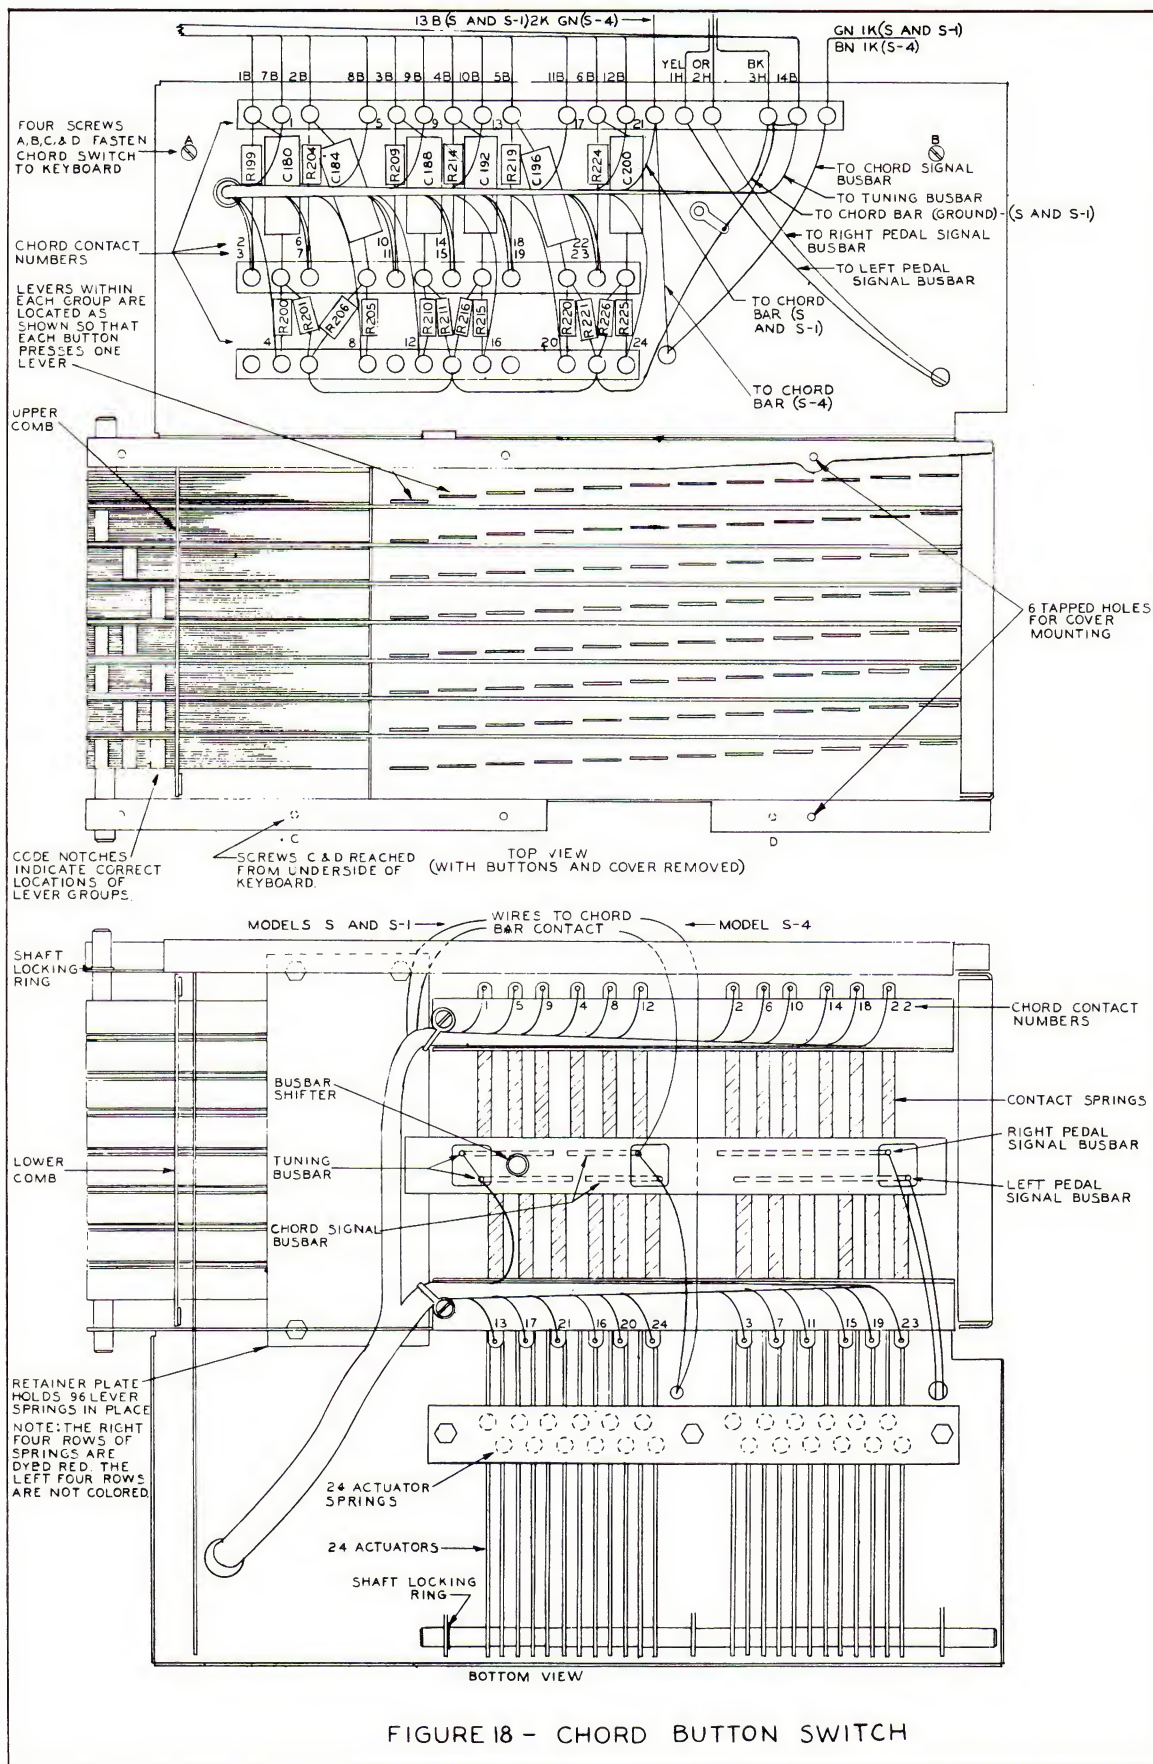 13B(S AND S-1)2K GN(S-4)
GN 1K(S AND S-1)
BN 1K(S-4)
1B 7B 2B 8B 3B 9B 4B 10B 5B 11B 6B 12B YEL 1H OR 2H BK 3H 14B
1 5 9 13 17 21
FOUR SCREWS
A,B,C,& D FASTEN
CHORD SWITCH
TO KEYBOARD
A
B
R199 C180 R204 C184 R209 C188 R214 C192 R219 C196 R224 C200
TO CHORD SIGNAL
BUSBAR
TO TUNING BUSBAR
TO CHORD BAR (GROUND)-(S AND S-1)
TO RIGHT PEDAL SIGNAL
BUSBAR
TO LEFT PEDAL
SIGNAL BUSBAR
CHORD CONTACT
NUMBERS
2 6 10 14 18 22
3 7 11 15 19 23
TO CHORD
BAR (S
AND S-1)
LEVERS WITHIN
EACH GROUP ARE
LOCATED AS
SHOWN SO THAT
EACH BUTTON
PRESSES ONE
LEVER
R200 R201 R206 R205 R210 R211 R216 R215 R220 R221 R226 R225
4 8 12 16 20 24
TO CHORD
BAR (S-4)
UPPER
COMB
6 TAPPED HOLES
FOR COVER
MOUNTING
C
D
CODE NOTCHES
INDICATE CORRECT
LOCATIONS OF
LEVER GROUPS.
SCREWS C & D REACHED
FROM UNDERSIDE OF
KEYBOARD.
TOP VIEW
(WITH BUTTONS AND COVER REMOVED)
MODELS S AND S-1
WIRES TO CHORD
BAR CONTACT
MODEL S-4
SHAFT
LOCKING
RING
1 5 9 4 8 12 2 6 10 14 18 22
CHORD CONTACT
NUMBERS
BUSBAR
SHIFTER
CONTACT SPRINGS
LOWER
COMB
TUNING
BUSBAR
RIGHT PEDAL
SIGNAL BUSBAR
LEFT PEDAL
SIGNAL BUSBAR
CHORD SIGNAL
BUSBAR
13 17 21 16 20 24 3 7 11 15 19 23
RETAINER PLATE
HOLDS 96 LEVER
SPRINGS IN PLACE
NOTE: THE RIGHT
FOUR ROWS OF
SPRINGS ARE
DYED RED. THE
LEFT FOUR ROWS
ARE NOT COLORED.
24 ACTUATOR
SPRINGS
24 ACTUATORS
SHAFT LOCKING
RING
BOTTOM VIEW
FIGURE 18 - CHORD BUTTON SWITCH